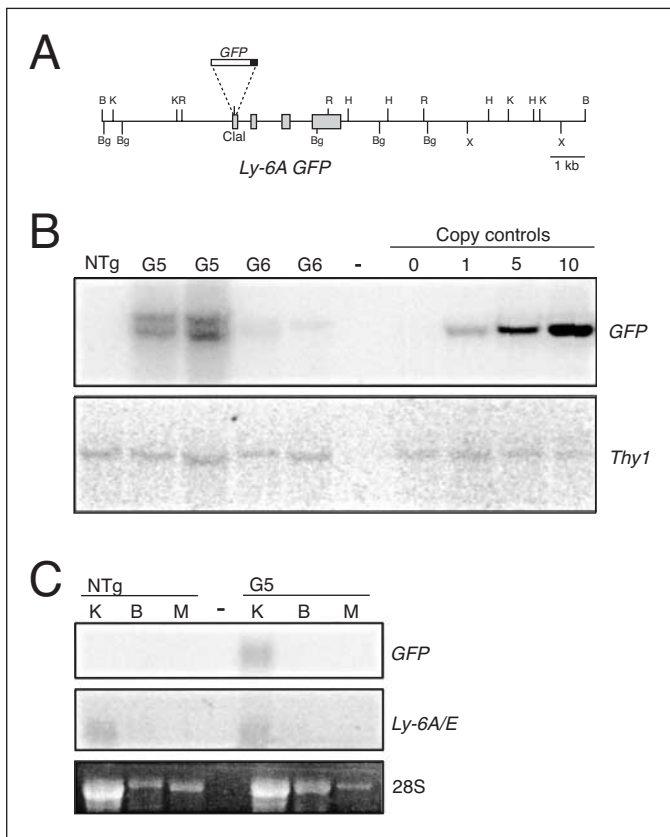 A
GFP
B K KR R H H R H K H K B
Bg Bg ClaI Bg Bg Bg X X
Ly-6A GFP
1 kb
B
Copy controls
NTg G5 G5 G6 G6 - 0 1 5 10
GFP
Thy1
C
NTg G5
K B M - K B M
GFP
Ly-6A/E
28S